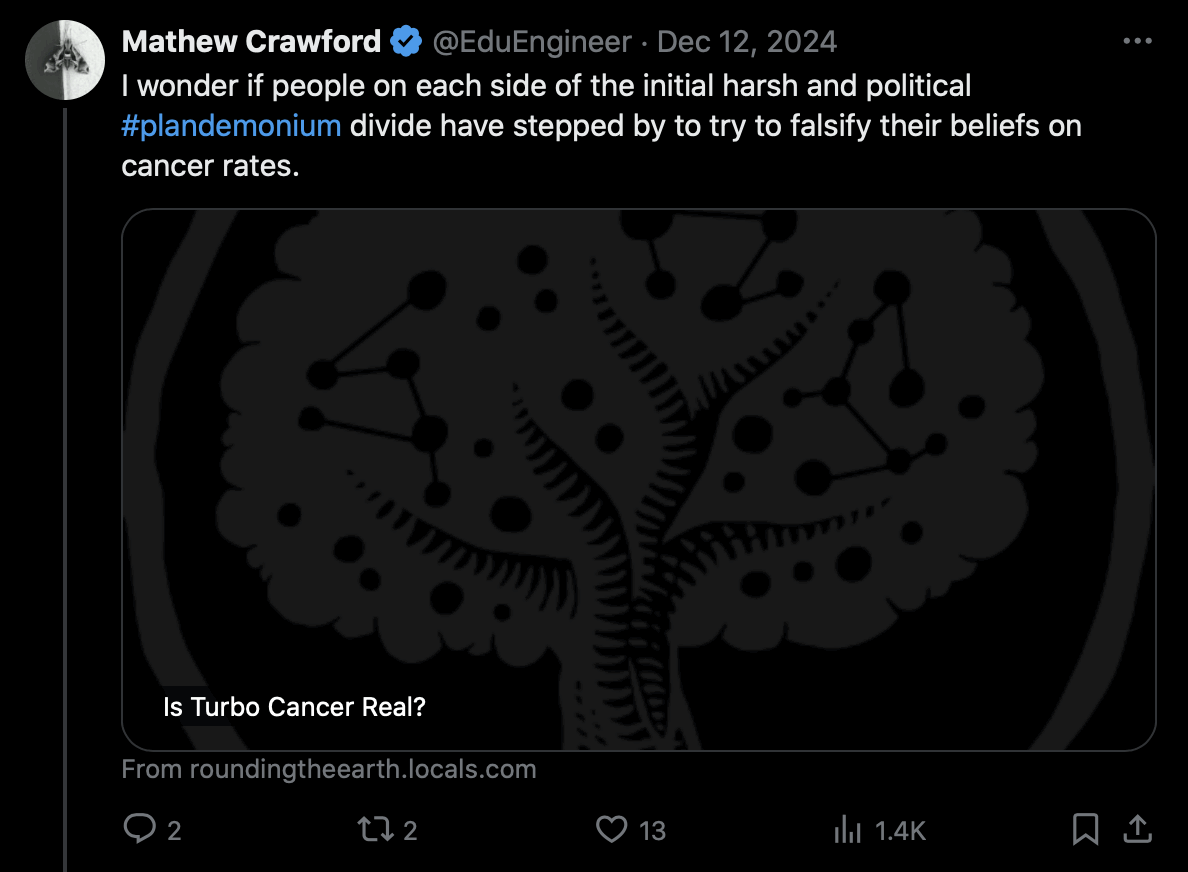 Mathew Crawford @EduEngineer · Dec 12, 2024
I wonder if people on each side of the initial harsh and political
#plandemonium divide have stepped by to try to falsify their beliefs on
cancer rates.
Is Turbo Cancer Real?
From roundingtheearth.locals.com
2 2 13 1.4K